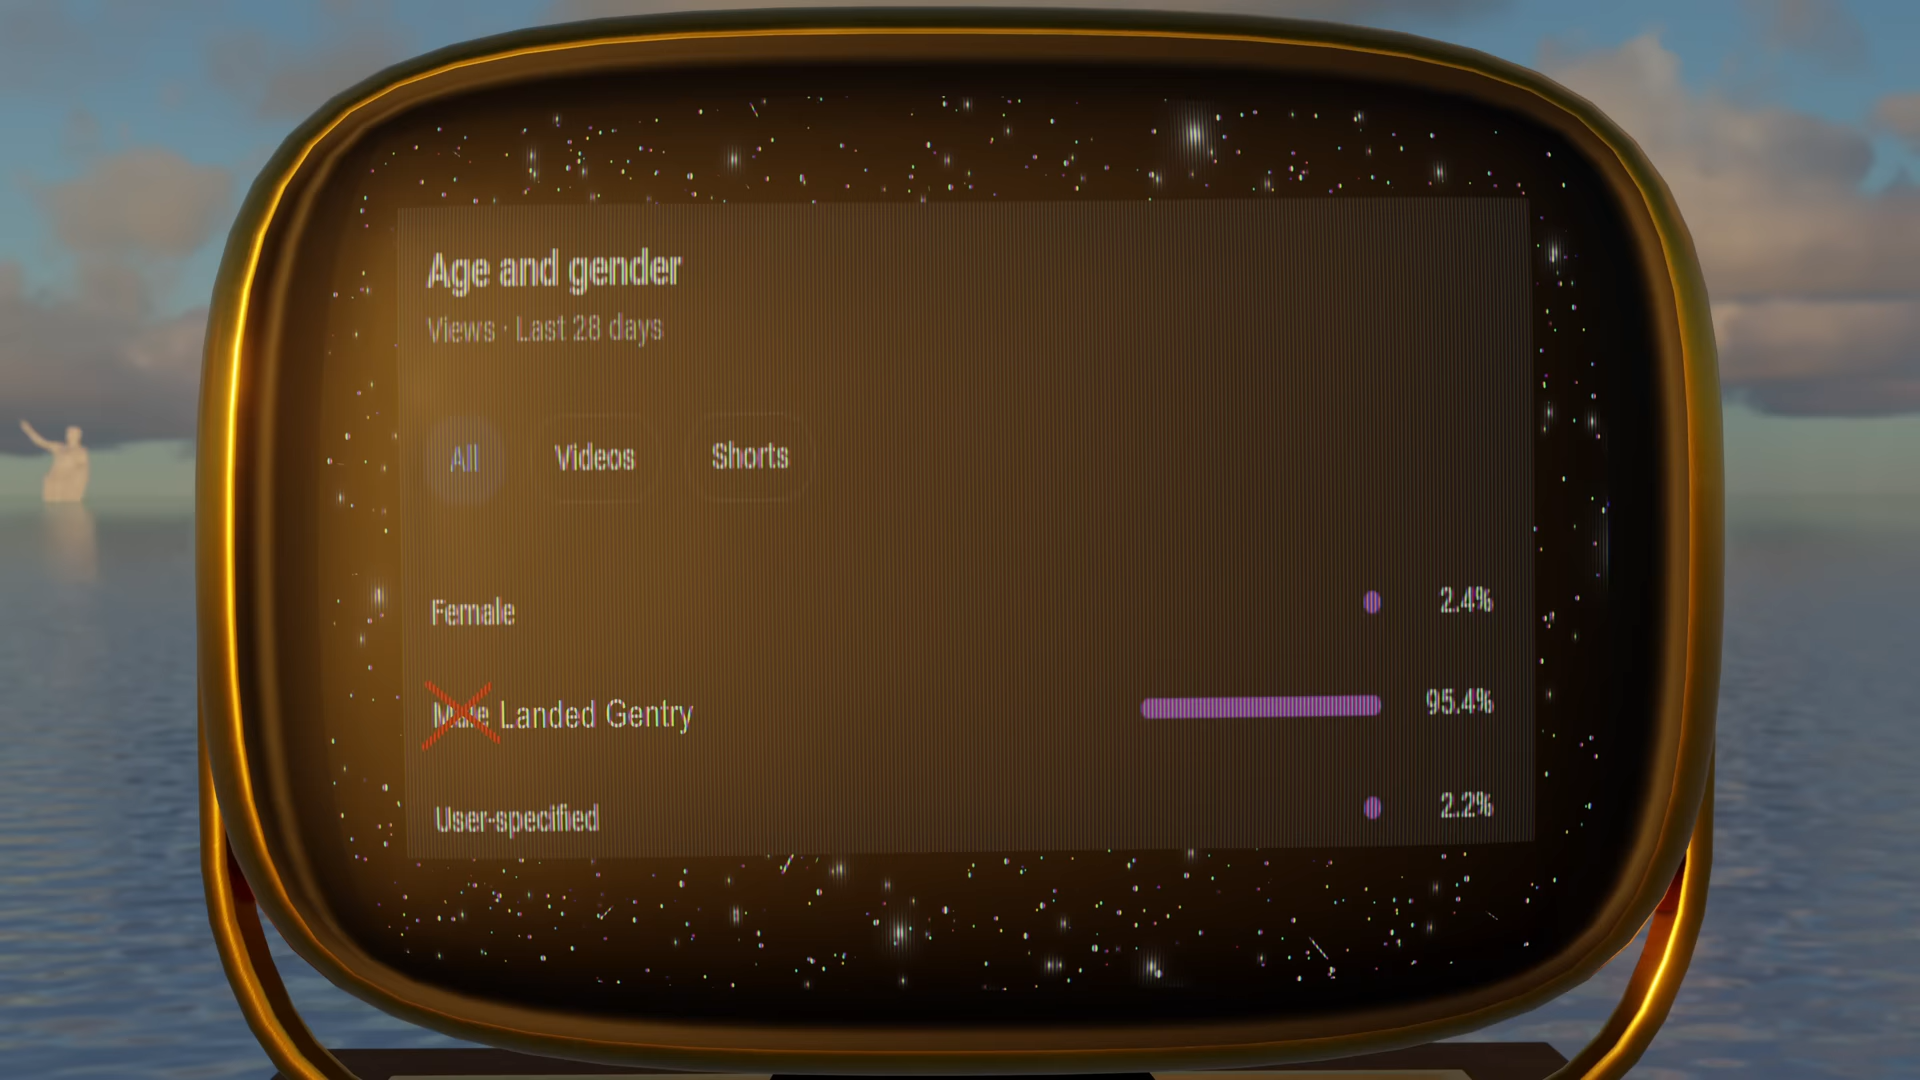 Age and gender
Views · Last 28 days
All Videos Shorts
Female 2.4%
Male Landed Gentry 95.4%
User-specified 2.2%